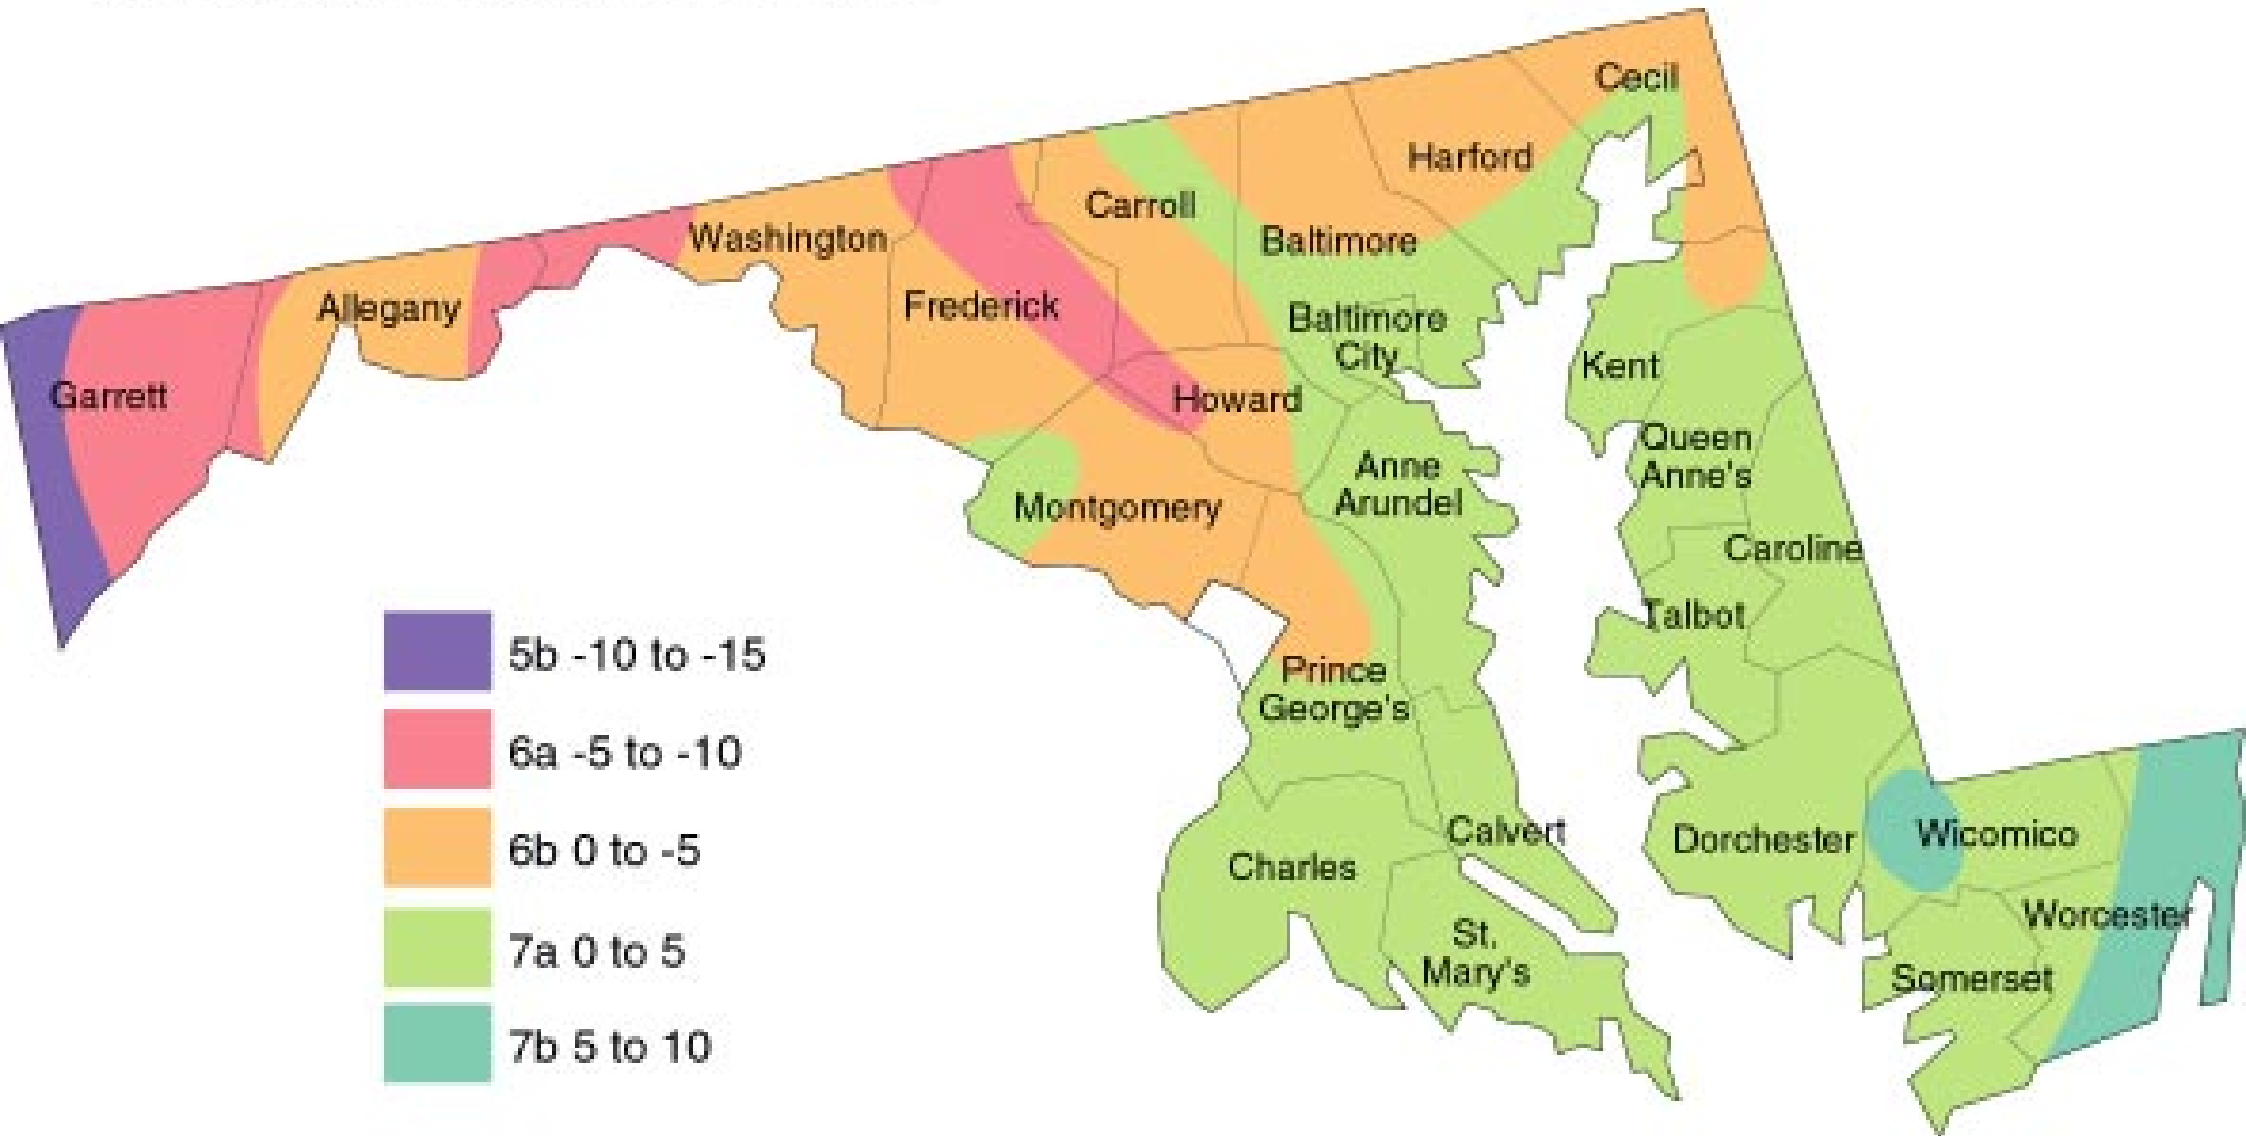 Cecil
Harford
Carroll
Washington
Baltimore
Allegany
Frederick
Baltimore
City
Kent
Garrett
Howard
Queen
Anne's
Anne
Arundel
Montgomery
Caroline
Talbot
Prince
George's
Calvert
Dorchester
Wicomico
Charles
Worcester
St.
Mary's
Somerset
5b -10 to -15
6a -5 to -10
6b 0 to -5
7a 0 to 5
7b 5 to 10